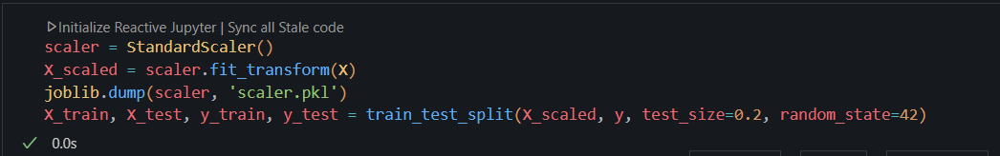 Initialize Reactive Jupyter | Sync all Stale code
scaler = StandardScaler()
X_scaled = scaler.fit_transform(X)
joblib.dump(scaler, 'scaler.pkl')
X_train, X_test, y_train, y_test = train_test_split(X_scaled, y, test_size=0.2, random_state=42)
0.0s